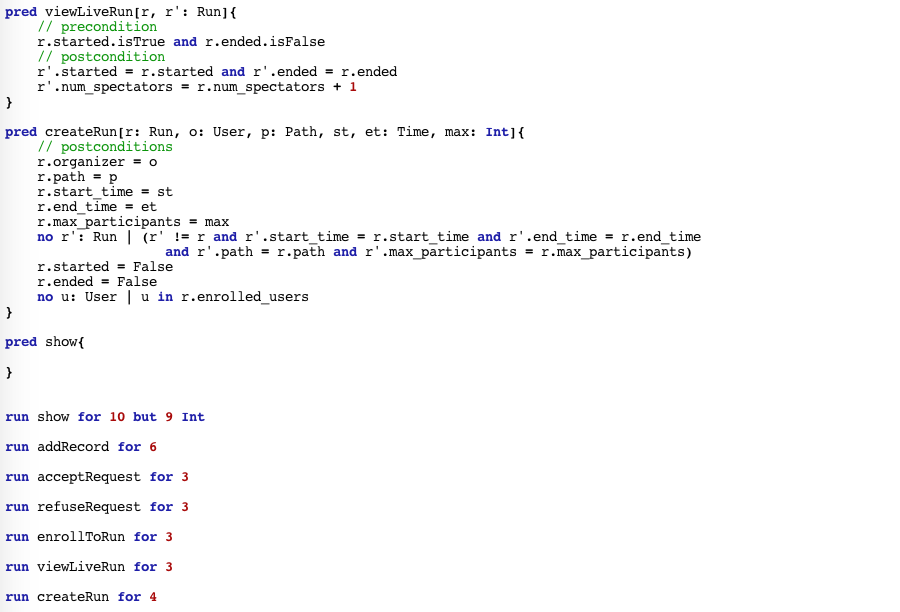 pred viewLiveRun[r, r': Run]{
// precondition
r.started.isTrue and r.ended.isFalse
// postcondition
r'.started = r.started and r'.ended = r.ended
r'.num_spectators = r.num_spectators + 1
}
pred createRun[r: Run, o: User, p: Path, st, et: Time, max: Int]{
// postconditions
r.organizer = o
r.path = p
r.start_time = st
r.end_time = et
r.max_participants = max
no r': Run | (r' != r and r'.start_time = r.start_time and r'.end_time = r.end_time
and r'.path = r.path and r'.max_participants = r.max_participants)
r.started = False
r.ended = False
no u: User | u in r.enrolled_users
}
pred show{
}
run show for 10 but 9 Int
run addRecord for 6
run acceptRequest for 3
run refuseRequest for 3
run enrollToRun for 3
run viewLiveRun for 3
run createRun for 4